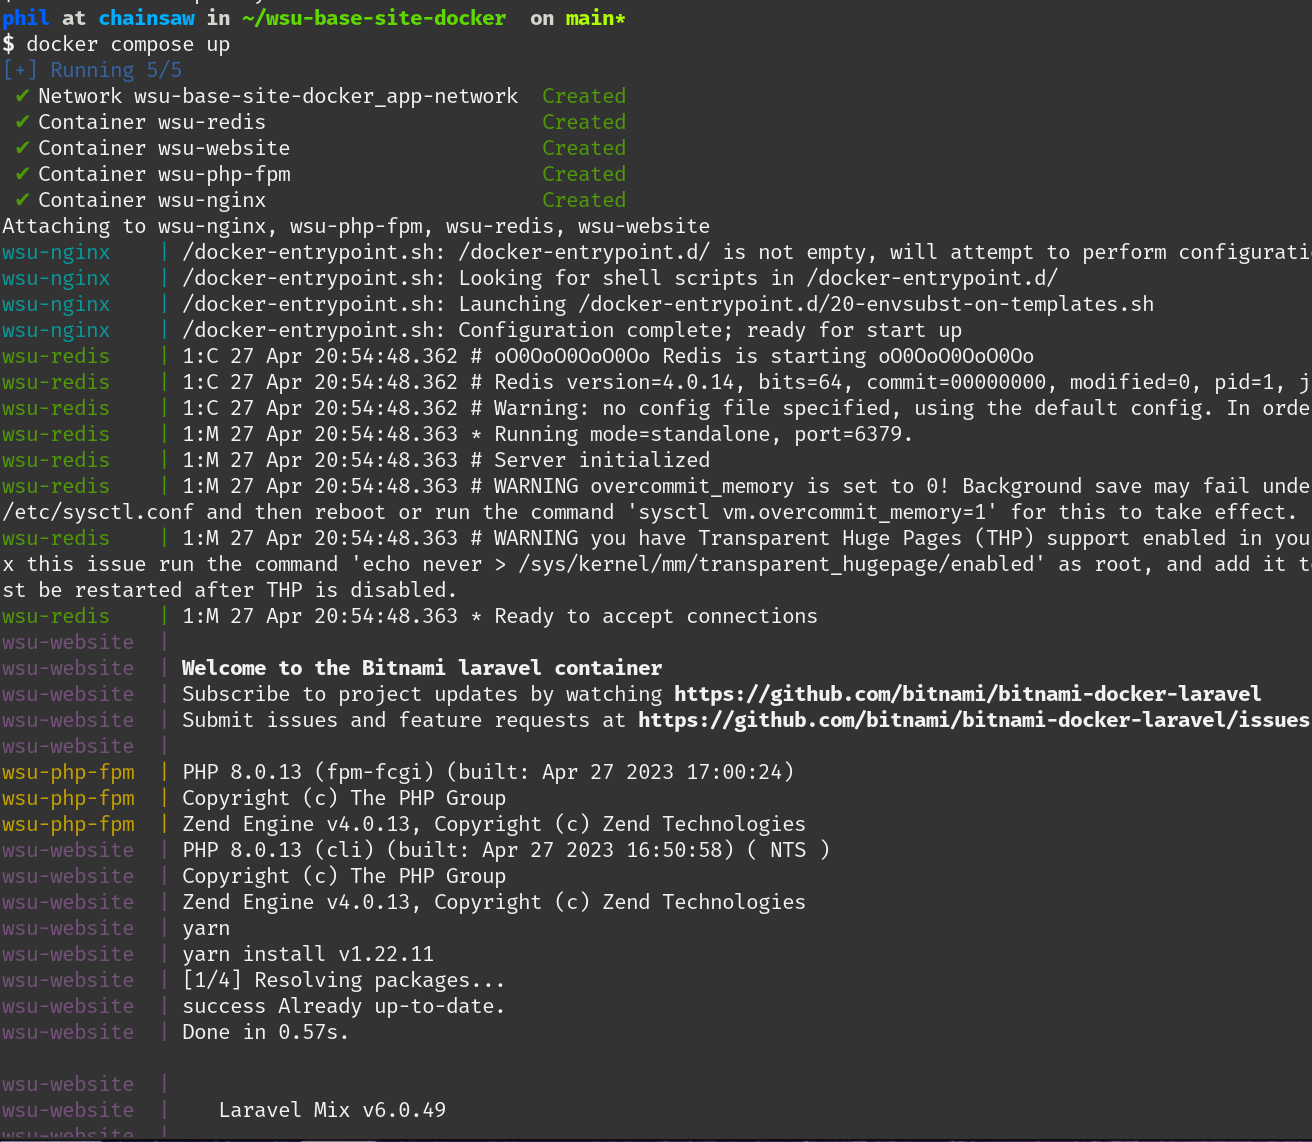 phil at chainsaw in ~/wsu-base-site-docker  on main*
$ docker compose up
[+] Running 5/5
 ✔ Network wsu-base-site-docker_app-network  Created
 ✔ Container wsu-redis                       Created
 ✔ Container wsu-website                     Created
 ✔ Container wsu-php-fpm                     Created
 ✔ Container wsu-nginx                       Created
Attaching to wsu-nginx, wsu-php-fpm, wsu-redis, wsu-website
wsu-nginx    | /docker-entrypoint.sh: /docker-entrypoint.d/ is not empty, will attempt to perform configurati
wsu-nginx    | /docker-entrypoint.sh: Looking for shell scripts in /docker-entrypoint.d/
wsu-nginx    | /docker-entrypoint.sh: Launching /docker-entrypoint.d/20-envsubst-on-templates.sh
wsu-nginx    | /docker-entrypoint.sh: Configuration complete; ready for start up
wsu-redis    | 1:C 27 Apr 20:54:48.362 # oO0OoO0OoO0Oo Redis is starting oO0OoO0OoO0Oo
wsu-redis    | 1:C 27 Apr 20:54:48.362 # Redis version=4.0.14, bits=64, commit=00000000, modified=0, pid=1, j
wsu-redis    | 1:C 27 Apr 20:54:48.362 # Warning: no config file specified, using the default config. In orde
wsu-redis    | 1:M 27 Apr 20:54:48.363 * Running mode=standalone, port=6379.
wsu-redis    | 1:M 27 Apr 20:54:48.363 # Server initialized
wsu-redis    | 1:M 27 Apr 20:54:48.363 # WARNING overcommit_memory is set to 0! Background save may fail unde
/etc/sysctl.conf and then reboot or run the command 'sysctl vm.overcommit_memory=1' for this to take effect.
wsu-redis    | 1:M 27 Apr 20:54:48.363 # WARNING you have Transparent Huge Pages (THP) support enabled in you
x this issue run the command 'echo never > /sys/kernel/mm/transparent_hugepage/enabled' as root, and add it t
st be restarted after THP is disabled.
wsu-redis    | 1:M 27 Apr 20:54:48.363 * Ready to accept connections
wsu-website  |
wsu-website  | Welcome to the Bitnami laravel container
wsu-website  | Subscribe to project updates by watching https://github.com/bitnami/bitnami-docker-laravel
wsu-website  | Submit issues and feature requests at https://github.com/bitnami/bitnami-docker-laravel/issues
wsu-website  |
wsu-php-fpm  | PHP 8.0.13 (fpm-fcgi) (built: Apr 27 2023 17:00:24)
wsu-php-fpm  | Copyright (c) The PHP Group
wsu-php-fpm  | Zend Engine v4.0.13, Copyright (c) Zend Technologies
wsu-website  | PHP 8.0.13 (cli) (built: Apr 27 2023 16:50:58) ( NTS )
wsu-website  | Copyright (c) The PHP Group
wsu-website  | Zend Engine v4.0.13, Copyright (c) Zend Technologies
wsu-website  | yarn
wsu-website  | yarn install v1.22.11
wsu-website  | [1/4] Resolving packages...
wsu-website  | success Already up-to-date.
wsu-website  | Done in 0.57s.
wsu-website  |
wsu-website  |    Laravel Mix v6.0.49
wsu-website  |